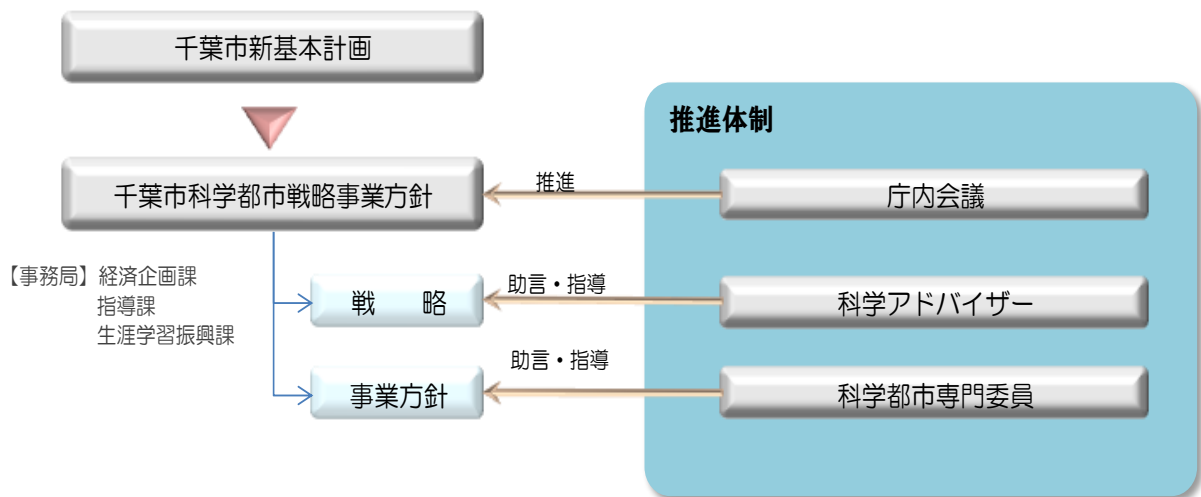 千葉市新基本計画
推進体制
千葉市科学都市戦略事業方針
推進
庁内会議
【事務局】経済企画課
指導課
生涯学習振興課
戦　　略
助言・指導
科学アドバイザー
事業方針
助言・指導
科学都市専門委員